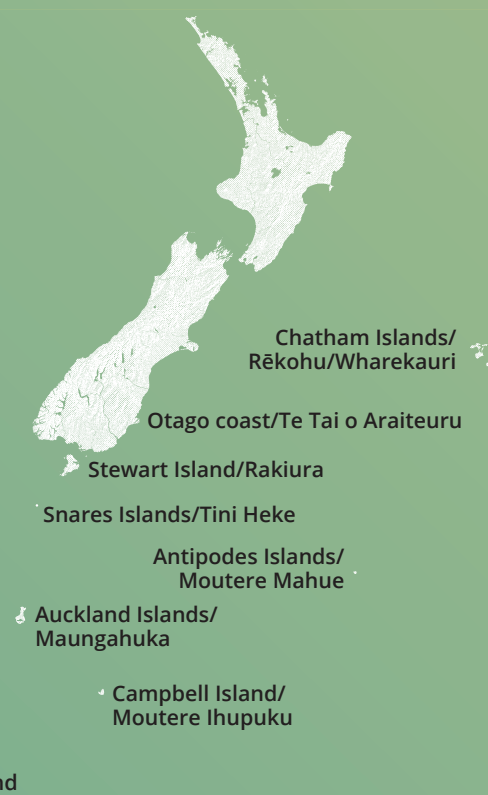 Chatham Islands/
Rēkohu/Wharekauri
Otago coast/Te Tai o Araiteuru
Stewart Island/Rakiura
Snares Islands/Tini Heke
Antipodes Islands/
Moutere Mahue
Auckland Islands/
Maungahuka
Campbell Island/
Moutere Ihupuku